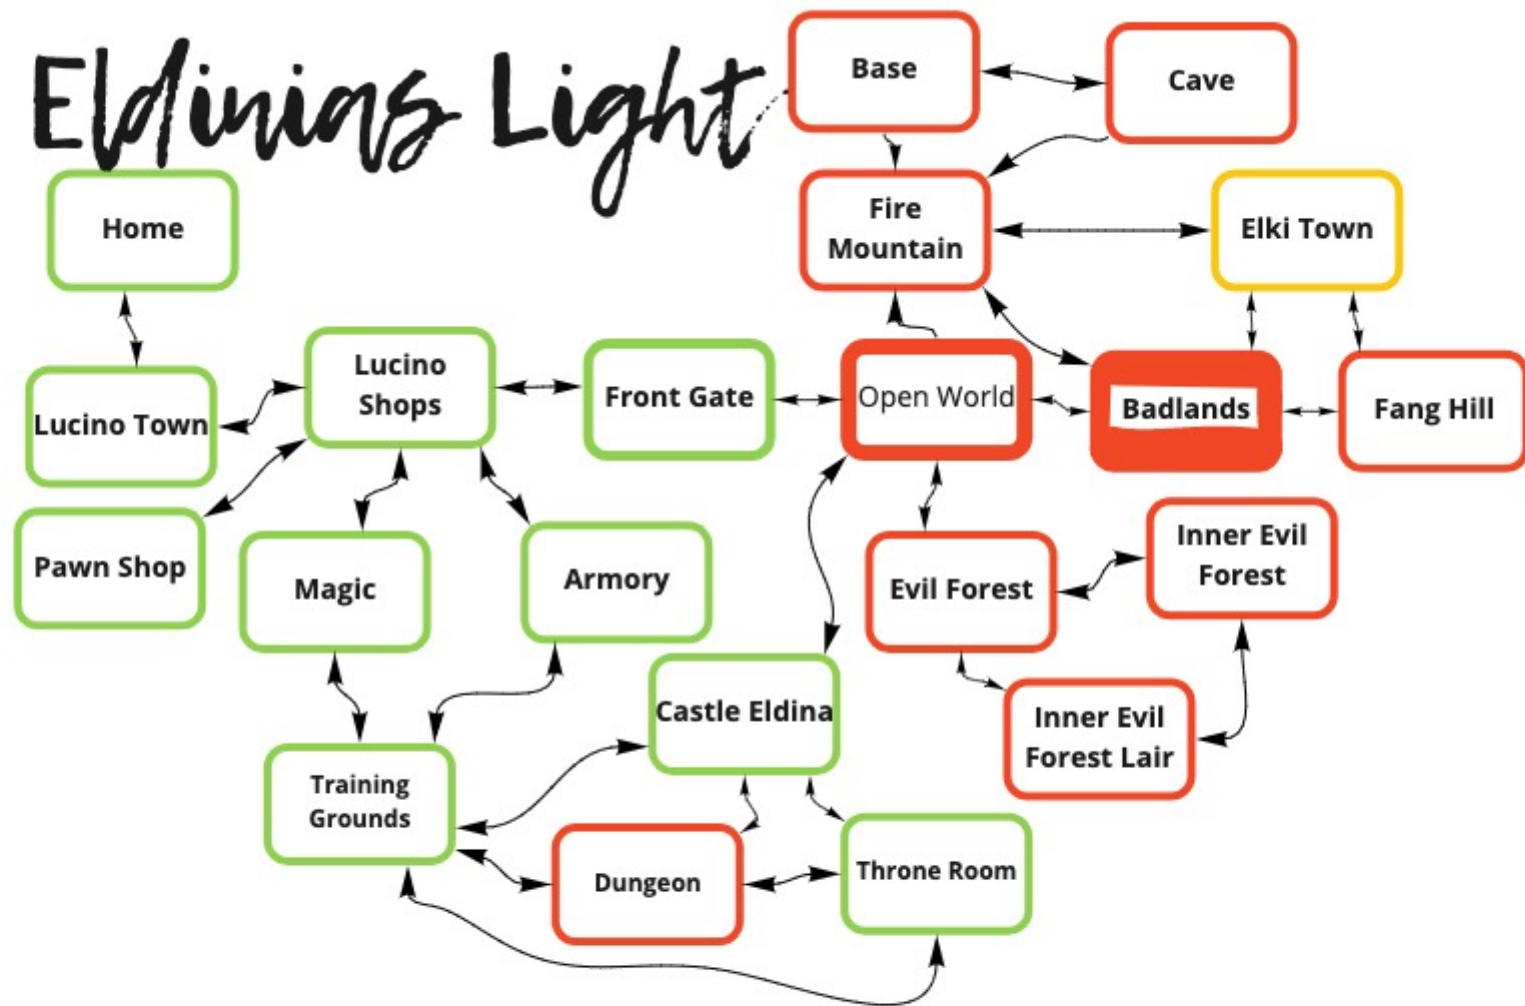 Eldinias Light
Base
Cave
Home
Fire
Mountain
Elki Town
Lucino
Shops
Lucino Town
Front Gate
Open World
Badlands
Fang Hill
Pawn Shop
Magic
Armory
Evil Forest
Inner Evil
Forest
Castle Eldina
Inner Evil
Forest Lair
Training
Grounds
Dungeon
Throne Room